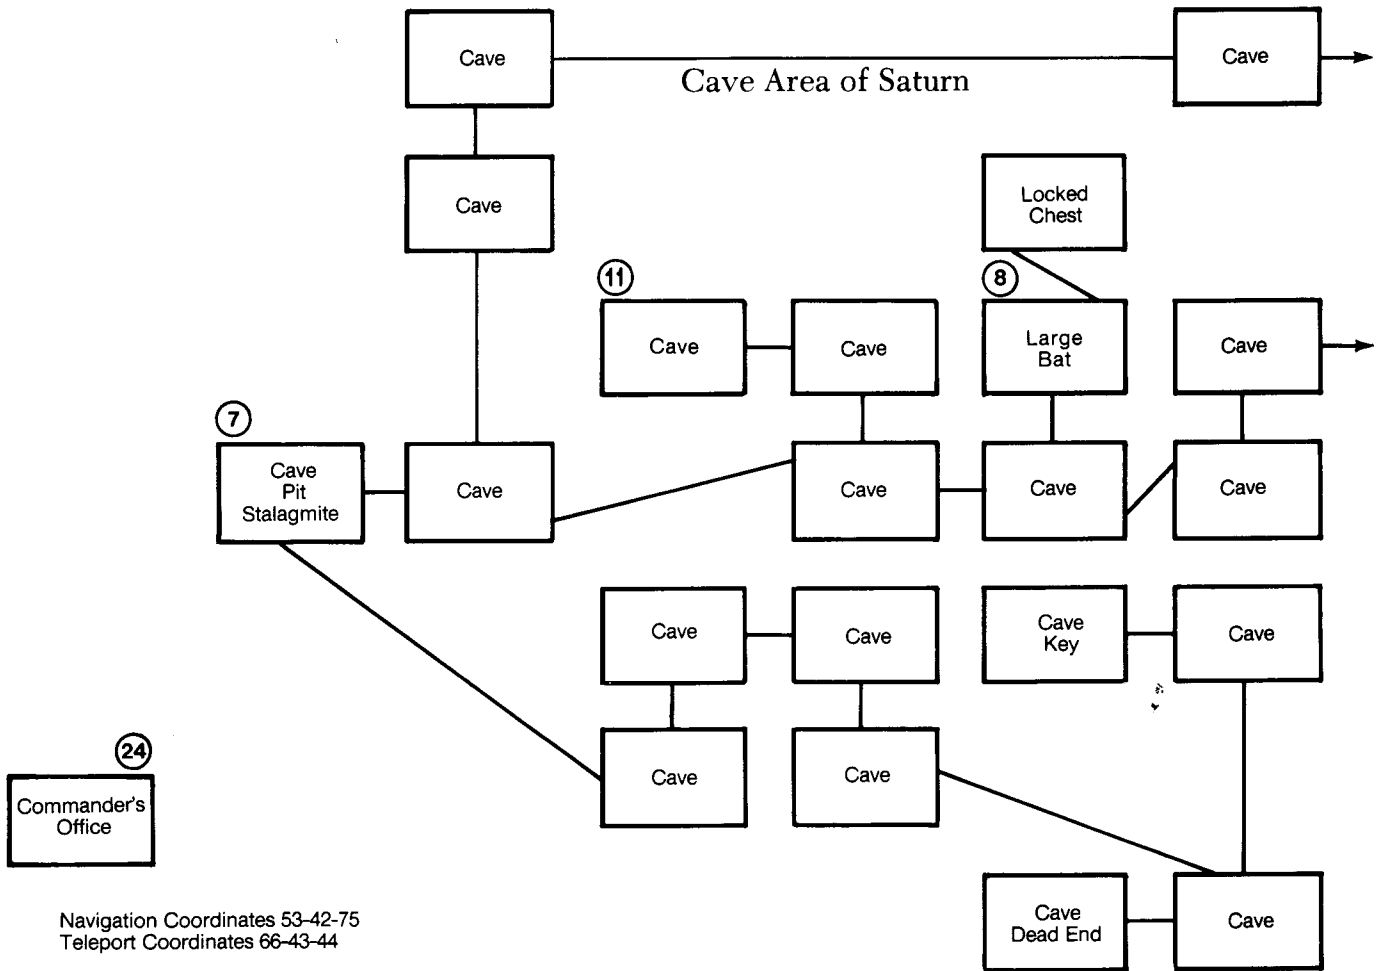 Cave
Cave
Cave Area of Saturn
Cave
Locked
Chest
11
8
Cave
Cave
Large
Bat
Cave
7
Cave
Pit
Stalagmite
Cave
Cave
Cave
Cave
Cave
Cave
Cave
Key
Cave
24
Commander's
Office
Cave
Cave
Cave
Dead End
Cave
Navigation Coordinates 53-42-75
Teleport Coordinates 66-43-44